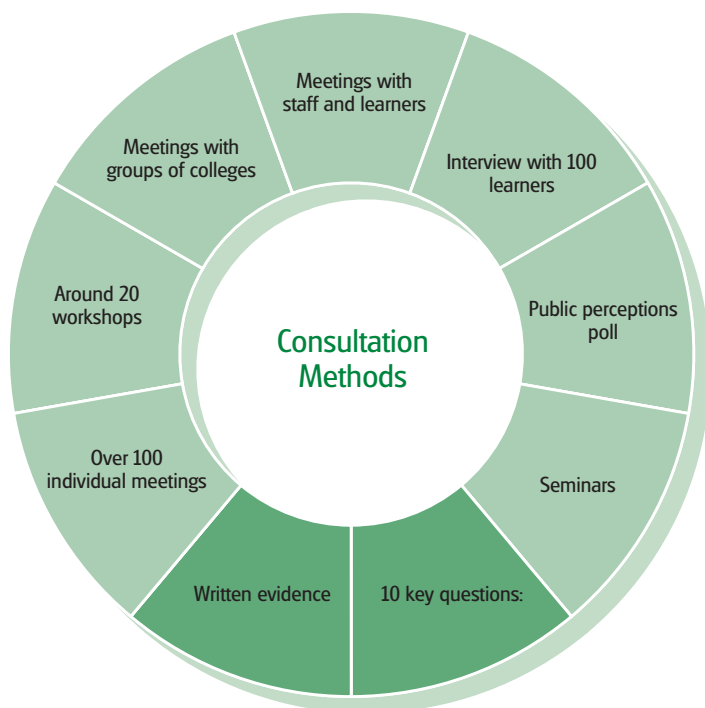 Meetings with
staff and learners
Interview with 100
learners
Public perceptions
poll
Seminars
10 key questions:
Written evidence
Over 100
individual meetings
Around 20
workshops
Meetings with
groups of colleges
Consultation
Methods